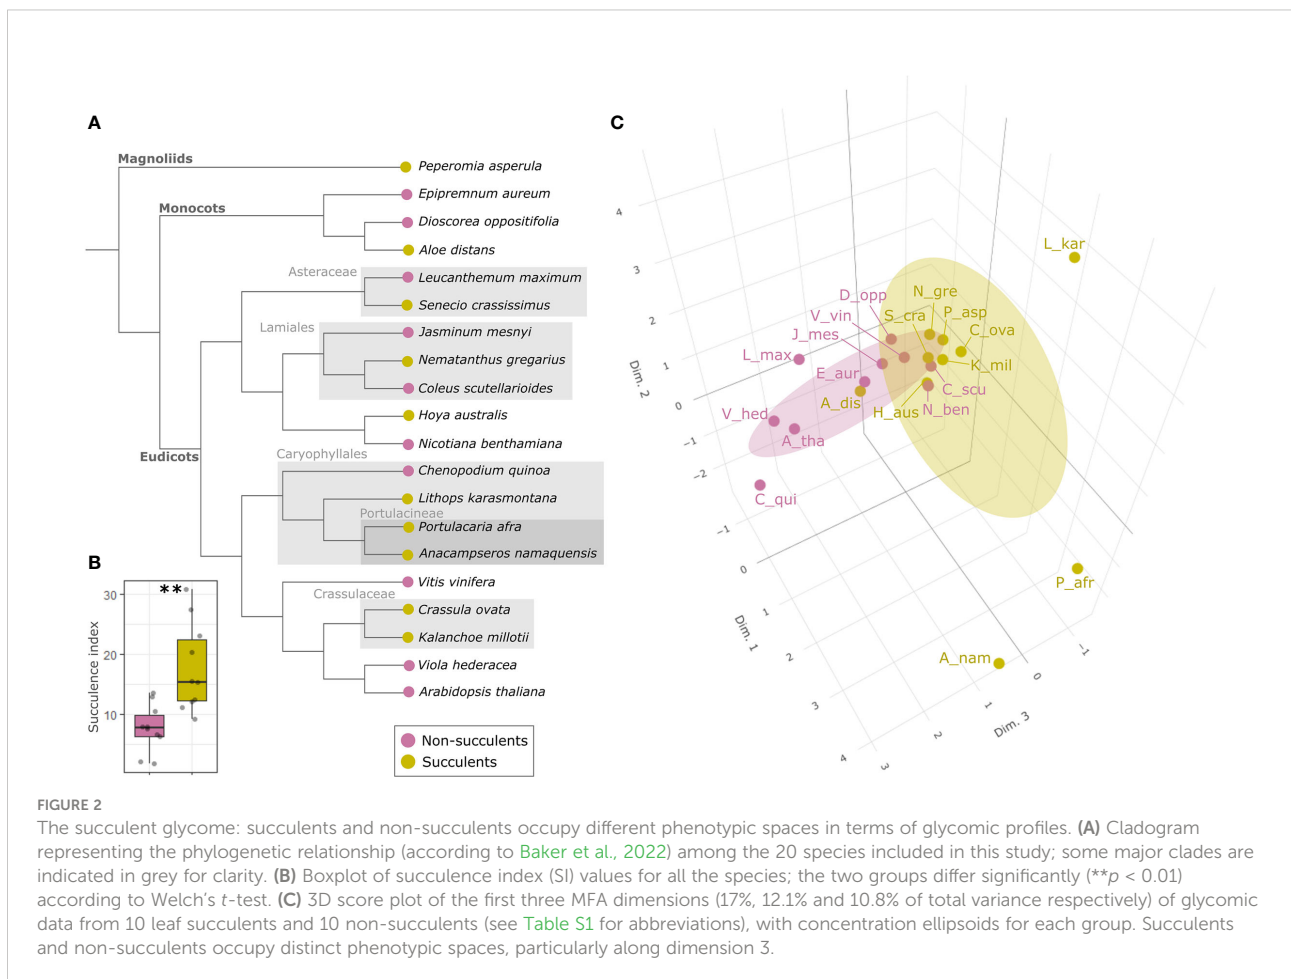 A
Magnoliids
Peperomia asperula
Epipremnum aureum
Monocots
Dioscorea oppositifolia
Aloe distans
Asteraceae
Leucanthemum maximum
Senecio crassissimus
Lamiales
Jasminum mesnyi
Nematanthus gregarius
Coleus scutellarioides
Hoya australis
Nicotiana benthamiana
Eudicots
Caryophyllales
Chenopodium quinoa
Lithops karasmontana
Portulacineae
Portulacaria afra
Anacampseros namaquensis
Vitis vinifera
Crassulaceae
Crassula ovata
Kalanchoe millotii
Viola hederacea
Arabidopsis thaliana
Non-succulents
Succulents
B
**
30
20
10
Succulence index
C
L_kar
D_opp
N_gre
V_vin
S_cra
P_asp
J_mes
C_ova
L_max
E_aur
K_mil
A_dis
C_scu
V_hed
H_aus
N_ben
A_tha
C_qui
P_afr
A_nam
4
3
2
1
0
−1
−2
Dim. 2
−1
0
1
2
3
4
Dim. 1
3
2
1
0
−1
Dim. 3
FIGURE 2
The succulent glycome: succulents and non-succulents occupy different phenotypic spaces in terms of glycomic profiles. (A) Cladogram
representing the phylogenetic relationship (according to Baker et al., 2022) among the 20 species included in this study; some major clades are
indicated in grey for clarity. (B) Boxplot of succulence index (SI) values for all the species; the two groups differ significantly (**p < 0.01)
according to Welch's t-test. (C) 3D score plot of the first three MFA dimensions (17%, 12.1% and 10.8% of total variance respectively) of glycomic
data from 10 leaf succulents and 10 non-succulents (see Table S1 for abbreviations), with concentration ellipsoids for each group. Succulents
and non-succulents occupy distinct phenotypic spaces, particularly along dimension 3.